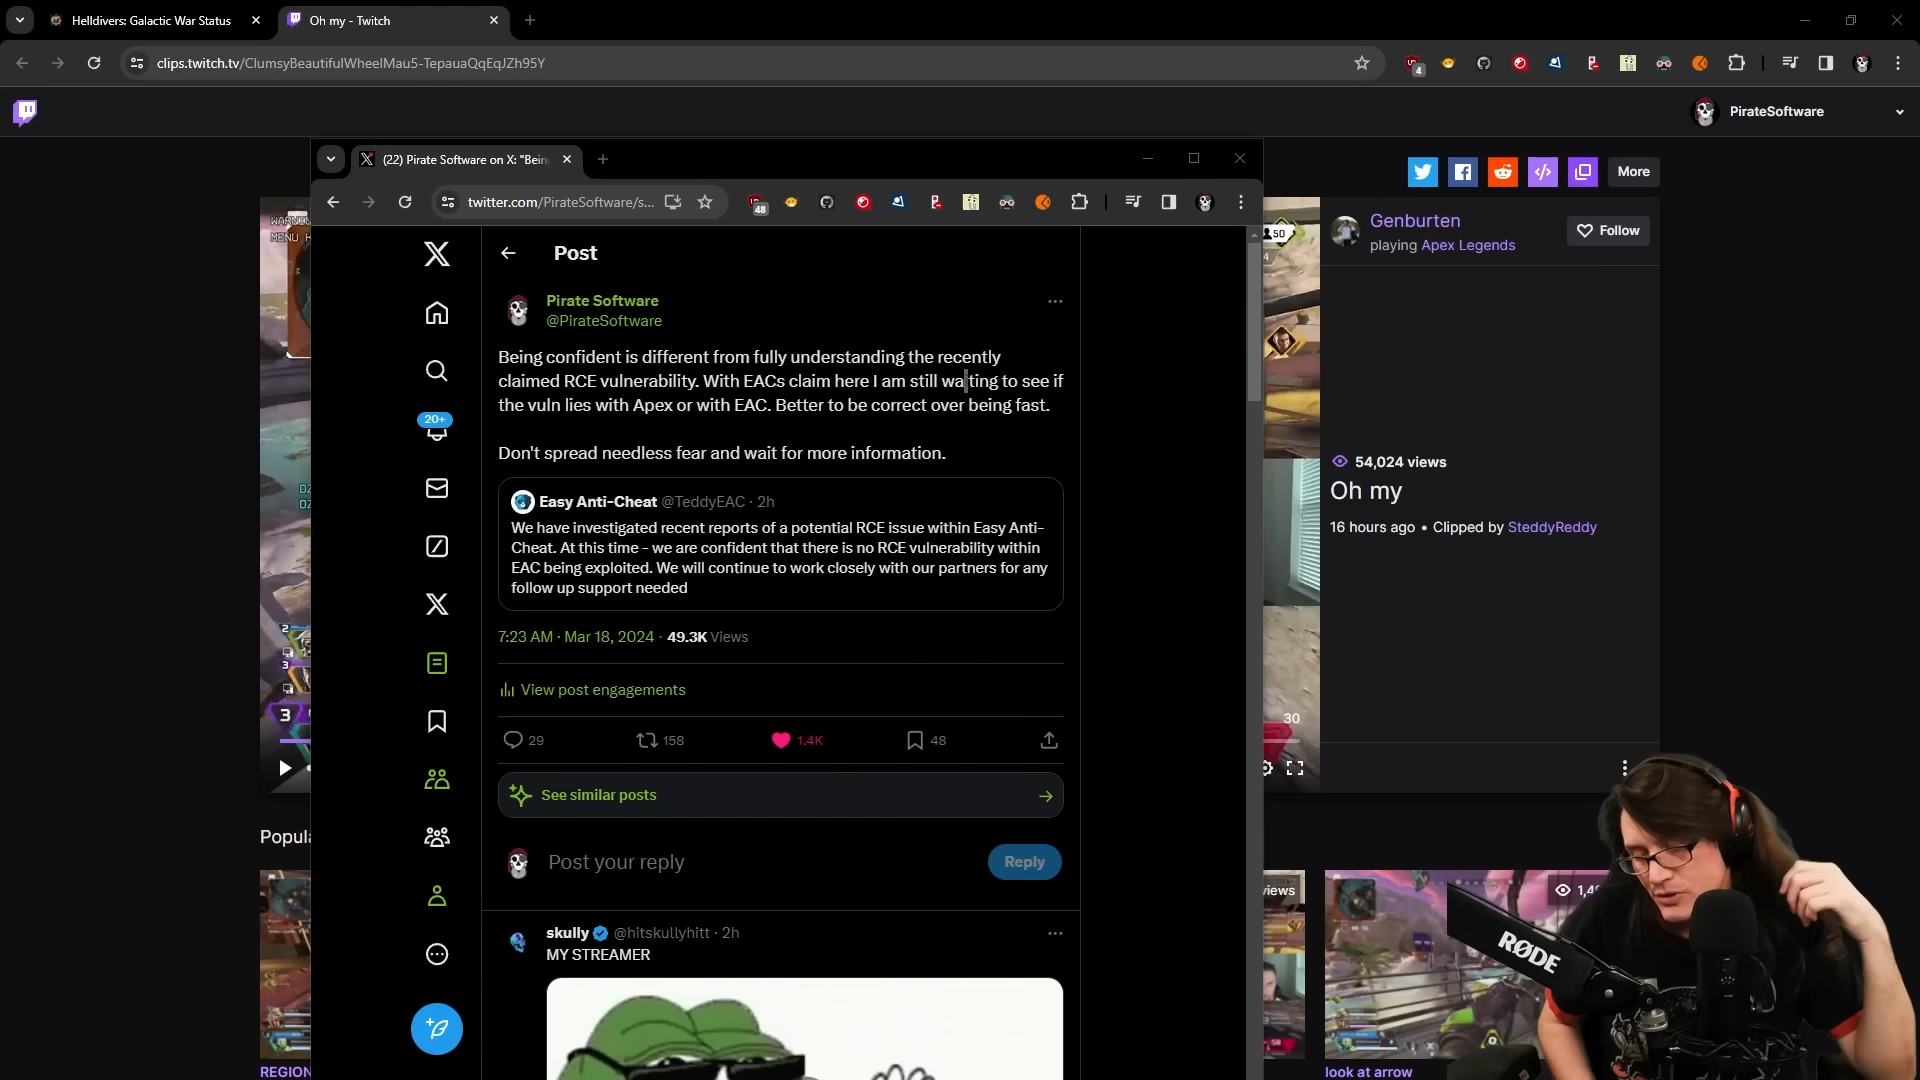 Helldivers: Galactic War Status
Oh my - Twitch
clips.twitch.tv/ClumsyBeautifulWheelMau5-TepauaQqEqJZh95Y
4
PirateSoftware
(22) Pirate Software on X: "Bein
twitter.com/PirateSoftware/s...
48
More
Genburten
playing Apex Legends
Follow
50
54,024 views
Oh my
16 hours ago • Clipped by SteddyReddy
Post
Pirate Software
@PirateSoftware
Being confident is different from fully understanding the recently
claimed RCE vulnerability. With EACs claim here I am still waiting to see if
the vuln lies with Apex or with EAC. Better to be correct over being fast.
Don't spread needless fear and wait for more information.
20+
Easy Anti-Cheat @TeddyEAC · 2h
We have investigated recent reports of a potential RCE issue within Easy Anti-
Cheat. At this time - we are confident that there is no RCE vulnerability within
EAC being exploited. We will continue to work closely with our partners for any
follow up support needed
7:23 AM · Mar 18, 2024 · 49.3K Views
View post engagements
29
158
1.4K
48
See similar posts
Post your reply
Reply
skully @hitskullyhitt · 2h
MY STREAMER
2
3
3
30
Popula
REGION
views
look at arrow
RØDE